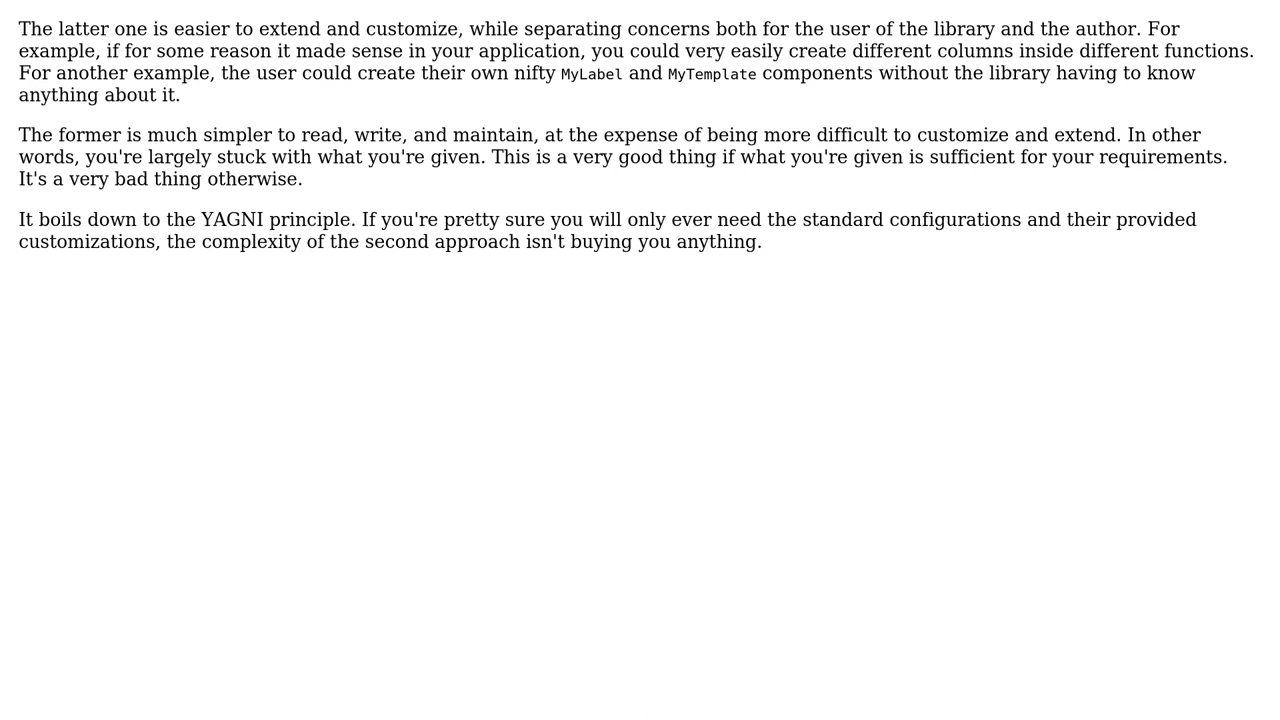 The latter one is easier to extend and customize, while separating concerns both for the user of the library and the author. For
example, if for some reason it made sense in your application, you could very easily create different columns inside different functions.
For another example, the user could create their own nifty MyLabel and MyTemplate components without the library having to know
anything about it.
The former is much simpler to read, write, and maintain, at the expense of being more difficult to customize and extend. In other
words, you're largely stuck with what you're given. This is a very good thing if what you're given is sufficient for your requirements.
It's a very bad thing otherwise.
It boils down to the YAGNI principle. If you're pretty sure you will only ever need the standard configurations and their provided
customizations, the complexity of the second approach isn't buying you anything.